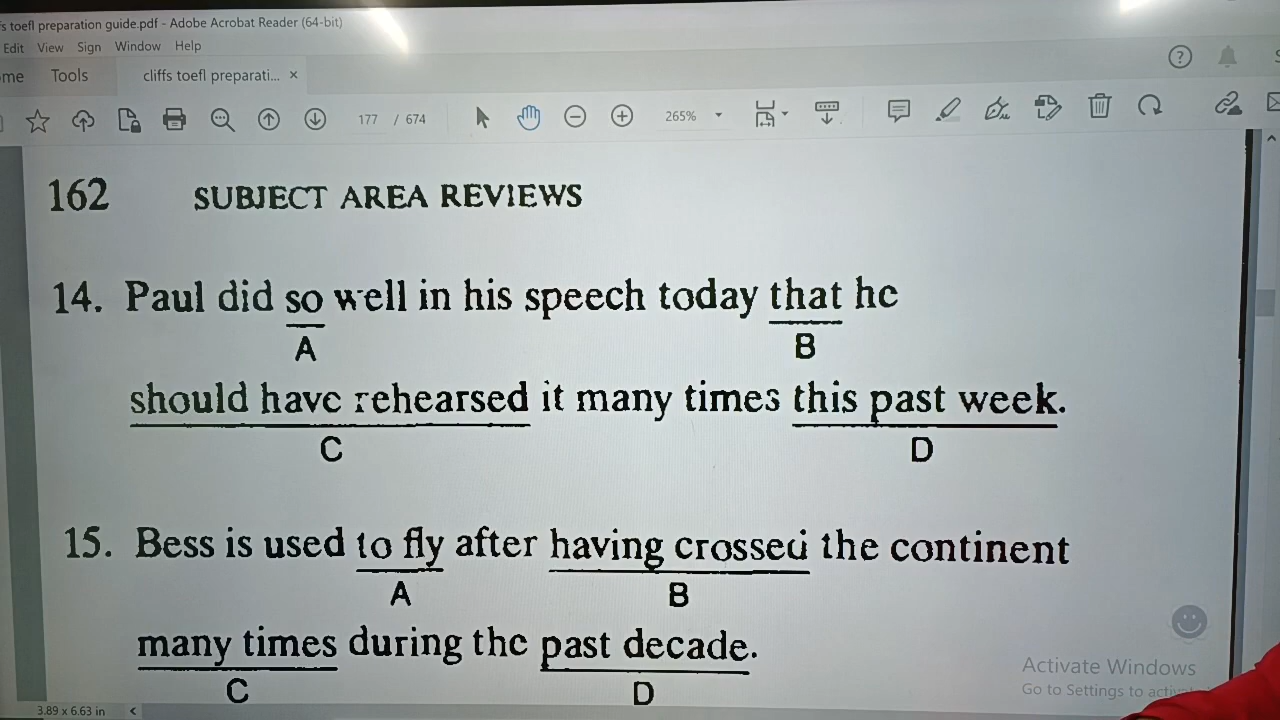 s toefl preparation guide.pdf - Adobe Acrobat Reader (64-bit)
Edit View Sign Window Help
me Tools cliffs toefl preparati... ×
177 / 674 265%
162 SUBJECT AREA REVIEWS
14. Paul did so well in his speech today that he
A B
should have rehearsed it many times this past week.
C D
15. Bess is used to fly after having crossed the continent
A B
many times during the past decade.
C D
Activate Windows
Go to Settings to
3.89 x 6.63 in